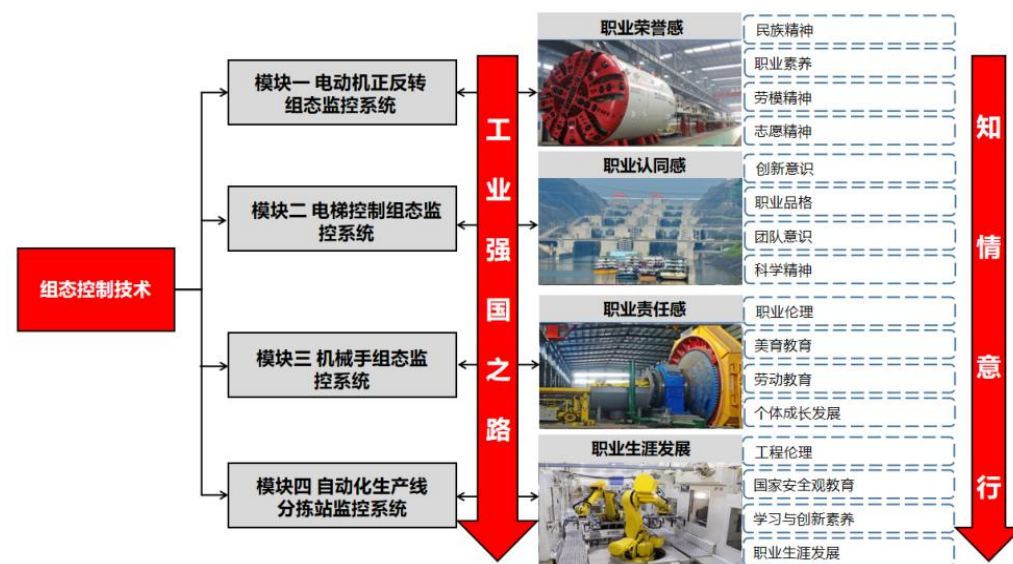 组态控制技术
模块一 电动机正反转
组态监控系统
模块二 电梯控制组态监
控系统
模块三 机械手组态监
控系统
模块四 自动化生产线
分拣站监控系统
工业强国之路
职业荣誉感
民族精神
职业素养
劳模精神
志愿精神
职业认同感
创新意识
职业品格
团队意识
科学精神
职业责任感
职业伦理
美育教育
劳动教育
个体成长发展
职业生涯发展
工程伦理
国家安全观教育
学习与创新素养
职业生涯发展
知情意行